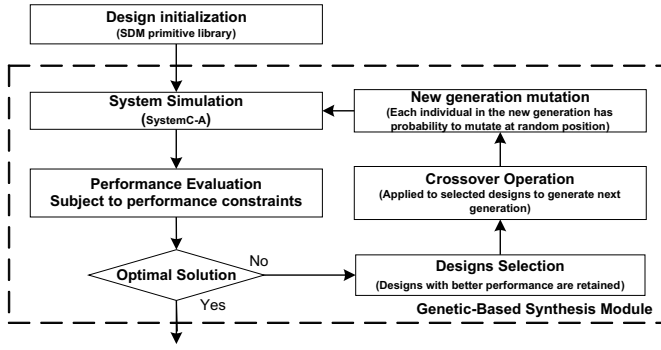 Design initialization
(SDM primitive library)
System Simulation
(SystemC-A)
New generation mutation
(Each individual in the new generation has
probability to mutate at random position)
Performance Evaluation
Subject to performance constraints
Crossover Operation
(Applied to selected designs to generate next
generation)
Optimal Solution
No
Yes
Designs Selection
(Designs with better performance are retained)
Genetic-Based Synthesis Module